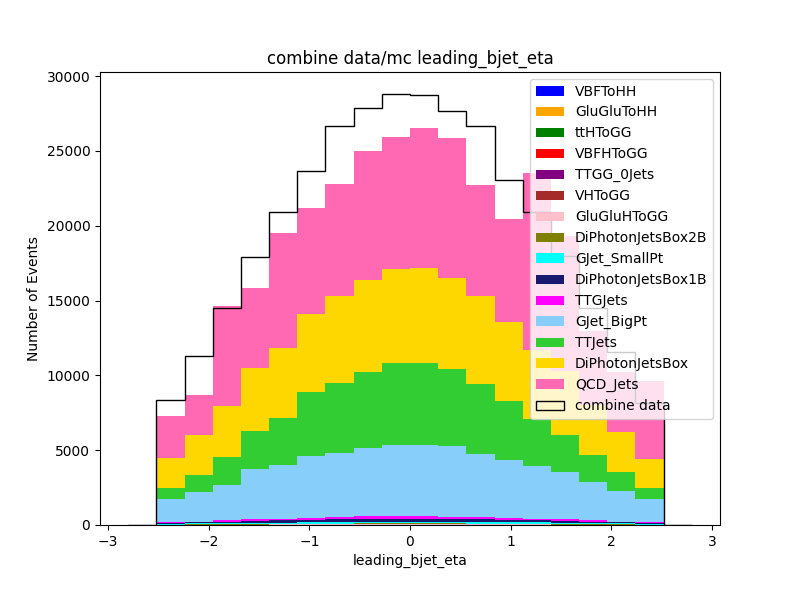 combine data/mc leading_bjet_eta
Number of Events
30000
25000
20000
15000
10000
5000
0
−3
−2
−1
0
1
2
3
leading_bjet_eta
VBFToHH
GluGluToHH
ttHToGG
VBFHToGG
TTGG_0Jets
VHToGG
GluGluHToGG
DiPhotonJetsBox2B
GJet_SmallPt
DiPhotonJetsBox1B
TTGJets
GJet_BigPt
TTJets
DiPhotonJetsBox
QCD_Jets
combine data